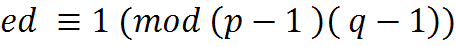 ed ≡ 1 (mod (p − 1 )( q − 1))